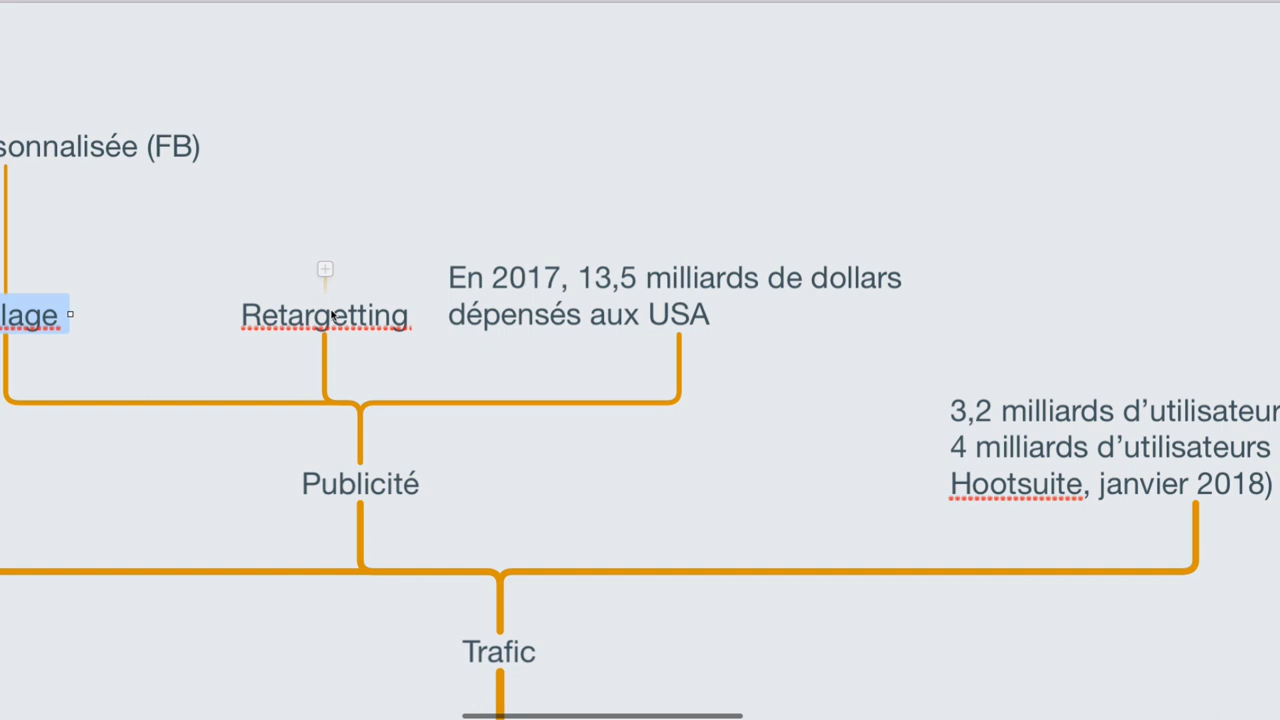 sonnalisée (FB)
En 2017, 13,5 milliards de dollars
dépensés aux USA
lage
Retargetting
3,2 milliards d'utilisateur
4 milliards d'utilisateurs
Hootsuite, janvier 2018)
Publicité
Trafic